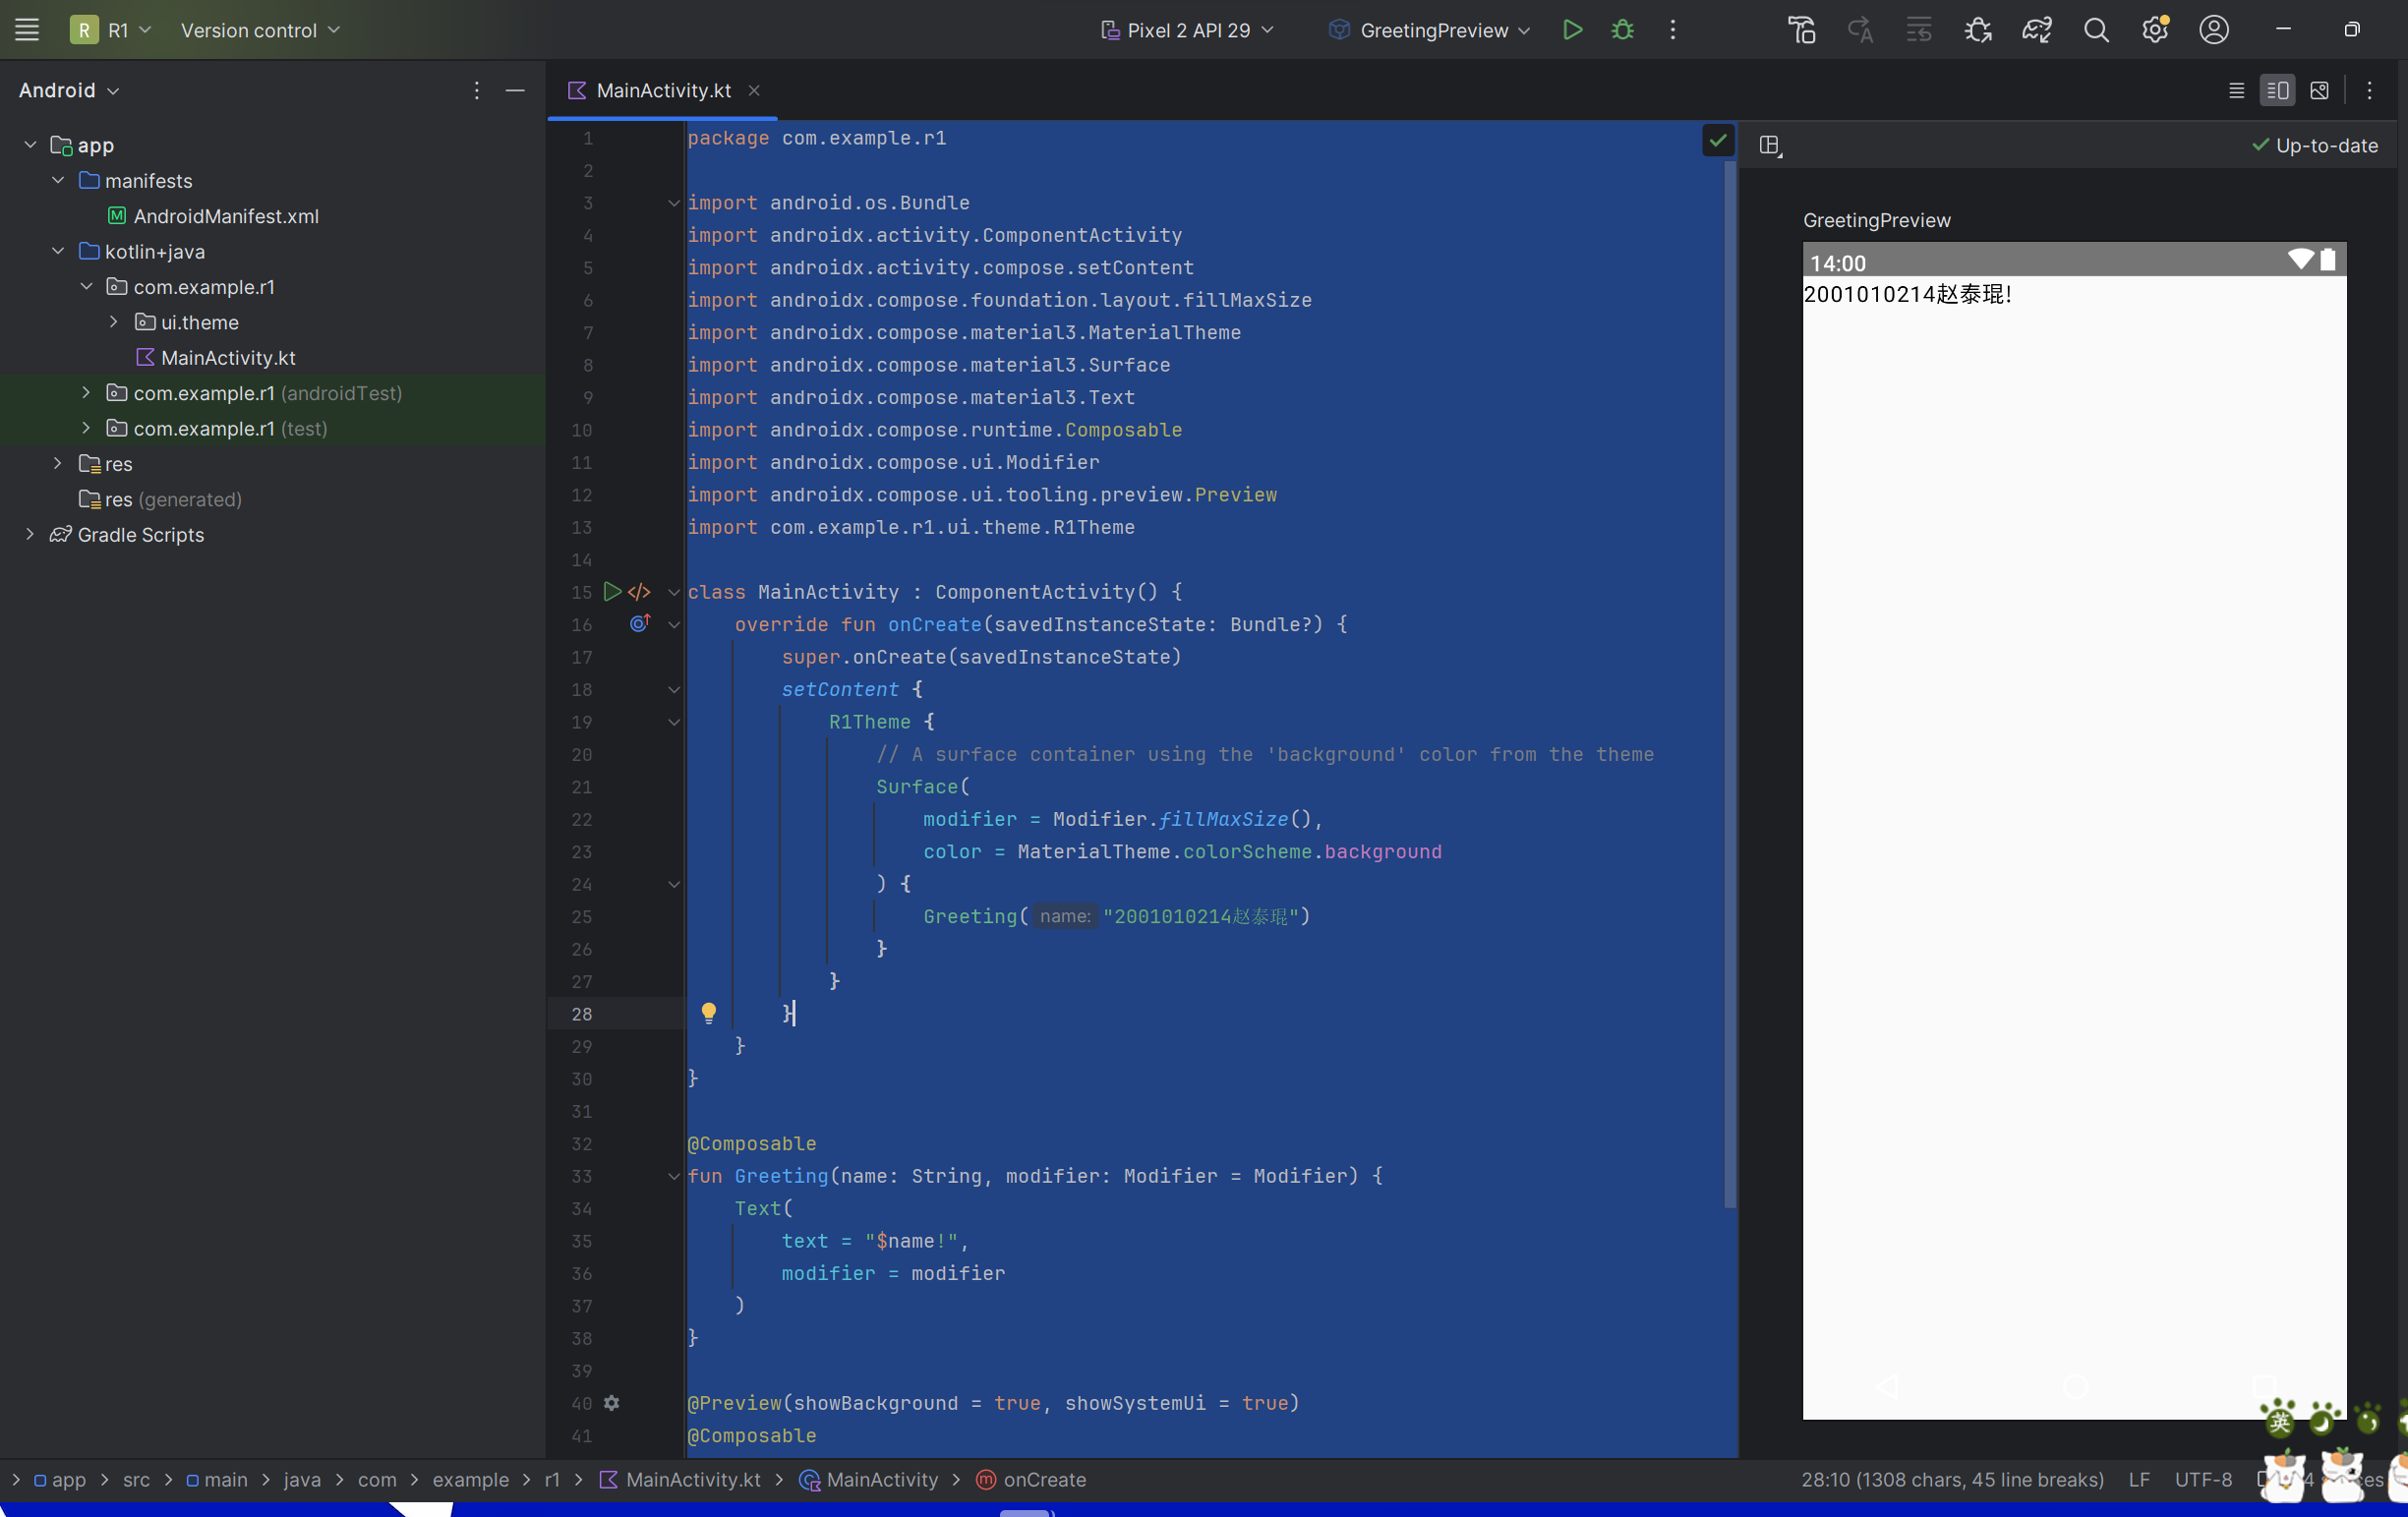 R R1 Version control Pixel 2 API 29 GreetingPreview
Android
MainActivity.kt
app
manifests
AndroidManifest.xml
kotlin+java
com.example.r1
ui.theme
MainActivity.kt
com.example.r1 (androidTest)
com.example.r1 (test)
res
res (generated)
Gradle Scripts
1 package com.example.r1
2
3 import android.os.Bundle
4 import androidx.activity.ComponentActivity
5 import androidx.activity.compose.setContent
6 import androidx.compose.foundation.layout.fillMaxSize
7 import androidx.compose.material3.MaterialTheme
8 import androidx.compose.material3.Surface
9 import androidx.compose.material3.Text
10 import androidx.compose.runtime.Composable
11 import androidx.compose.ui.Modifier
12 import androidx.compose.ui.tooling.preview.Preview
13 import com.example.r1.ui.theme.R1Theme
14
15 class MainActivity : ComponentActivity() {
16 override fun onCreate(savedInstanceState: Bundle?) {
17 super.onCreate(savedInstanceState)
18 setContent {
19 R1Theme {
20 // A surface container using the 'background' color from the theme
21 Surface(
22 modifier = Modifier.fillMaxSize(),
23 color = MaterialTheme.colorScheme.background
24 ) {
25 Greeting( name: "2001010214赵泰琨")
26 }
27 }
28 }
29 }
30 }
31
32 @Composable
33 fun Greeting(name: String, modifier: Modifier = Modifier) {
34 Text(
35 text = "$name!",
36 modifier = modifier
37 )
38 }
39
40 @Preview(showBackground = true, showSystemUi = true)
41 @Composable
Up-to-date
GreetingPreview
14:00
2001010214赵泰琨!
英
app > src > main > java > com > example > r1 > MainActivity.kt > MainActivity > onCreate
28:10 (1308 chars, 45 line breaks) LF UTF-8 4